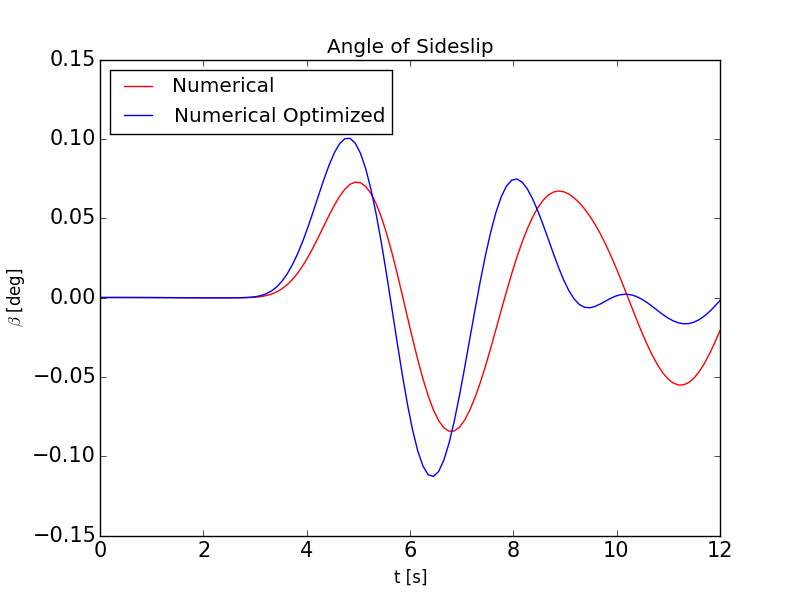 Angle of Sideslip
Numerical
Numerical Optimized
0.15
0.10
0.05
0.00
−0.05
−0.10
−0.15
β [deg]
0 2 4 6 8 10 12
t [s]